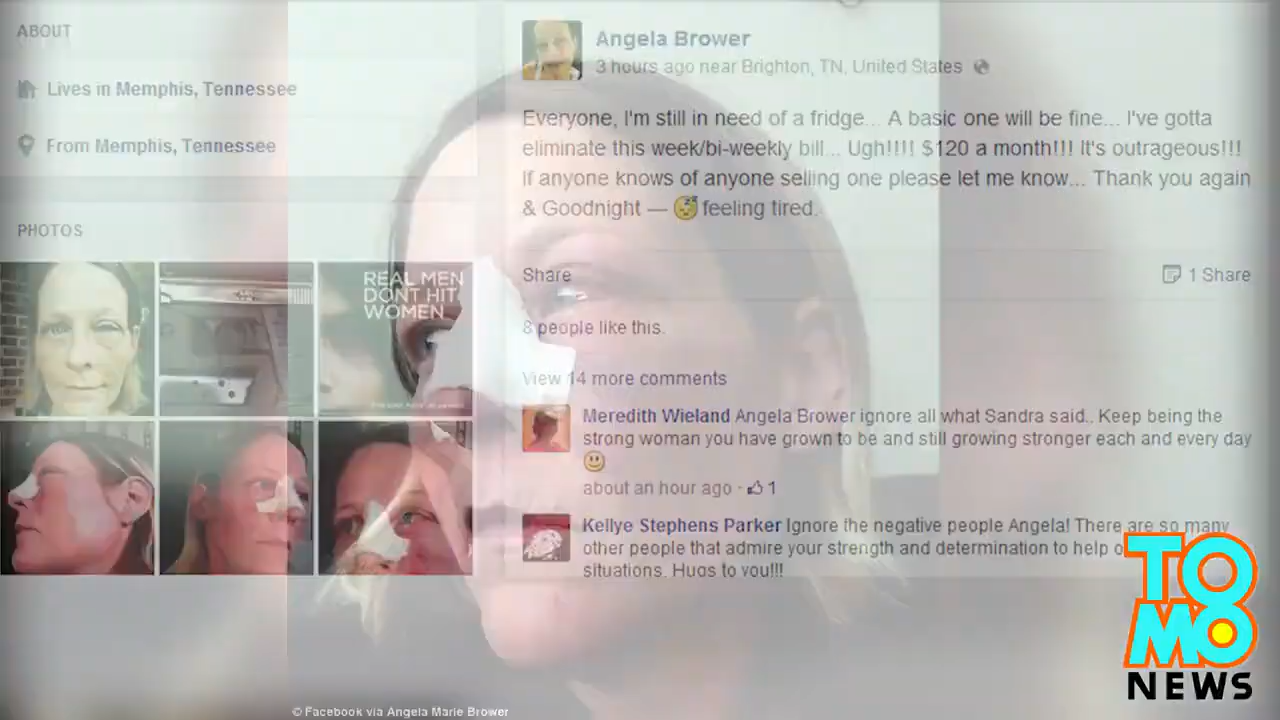 ABOUT
Lives in Memphis, Tennessee
From Memphis, Tennessee
PHOTOS
REAL MEN
DONT HIT
WOMEN
Angela Brower
3 hours ago near Brighton, TN, United States
Everyone, I'm still in need of a fridge... A basic one will be fine... I've gotta
eliminate this week/bi-weekly bill... Ugh!!!! $120 a month!!! It's outrageous!!!
If anyone knows of anyone selling one please let me know... Thank you again
& Goodnight — 😴 feeling tired.
Share
1 Share
8 people like this.
View 14 more comments
Meredith Wieland Angela Brower ignore all what Sandra said.. Keep being the
strong woman you have grown to be and still growing stronger each and every day
🙂
about an hour ago · 👍 1
Kellye Stephens Parker Ignore the negative people Angela! There are so many
other people that admire your strength and determination to help o
situations. Hugs to you!!!
TOMO
NEWS
© Facebook via Angela Marie Brower